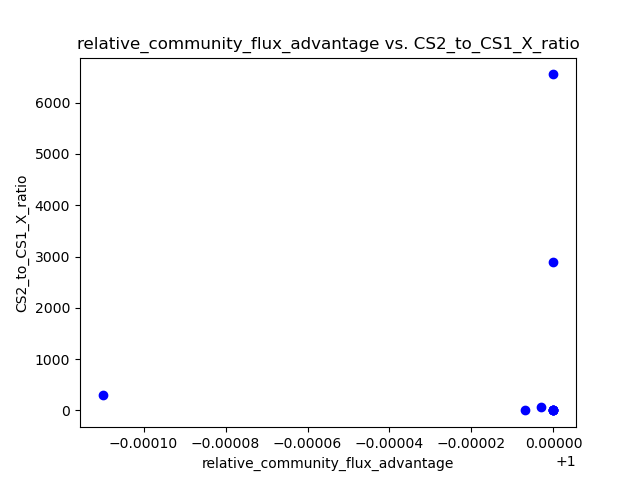 relative_community_flux_advantage vs. CS2_to_CS1_X_ratio
CS2_to_CS1_X_ratio
6000
5000
4000
3000
2000
1000
0
−0.00010 −0.00008 −0.00006 −0.00004 −0.00002 0.00000
+1
relative_community_flux_advantage